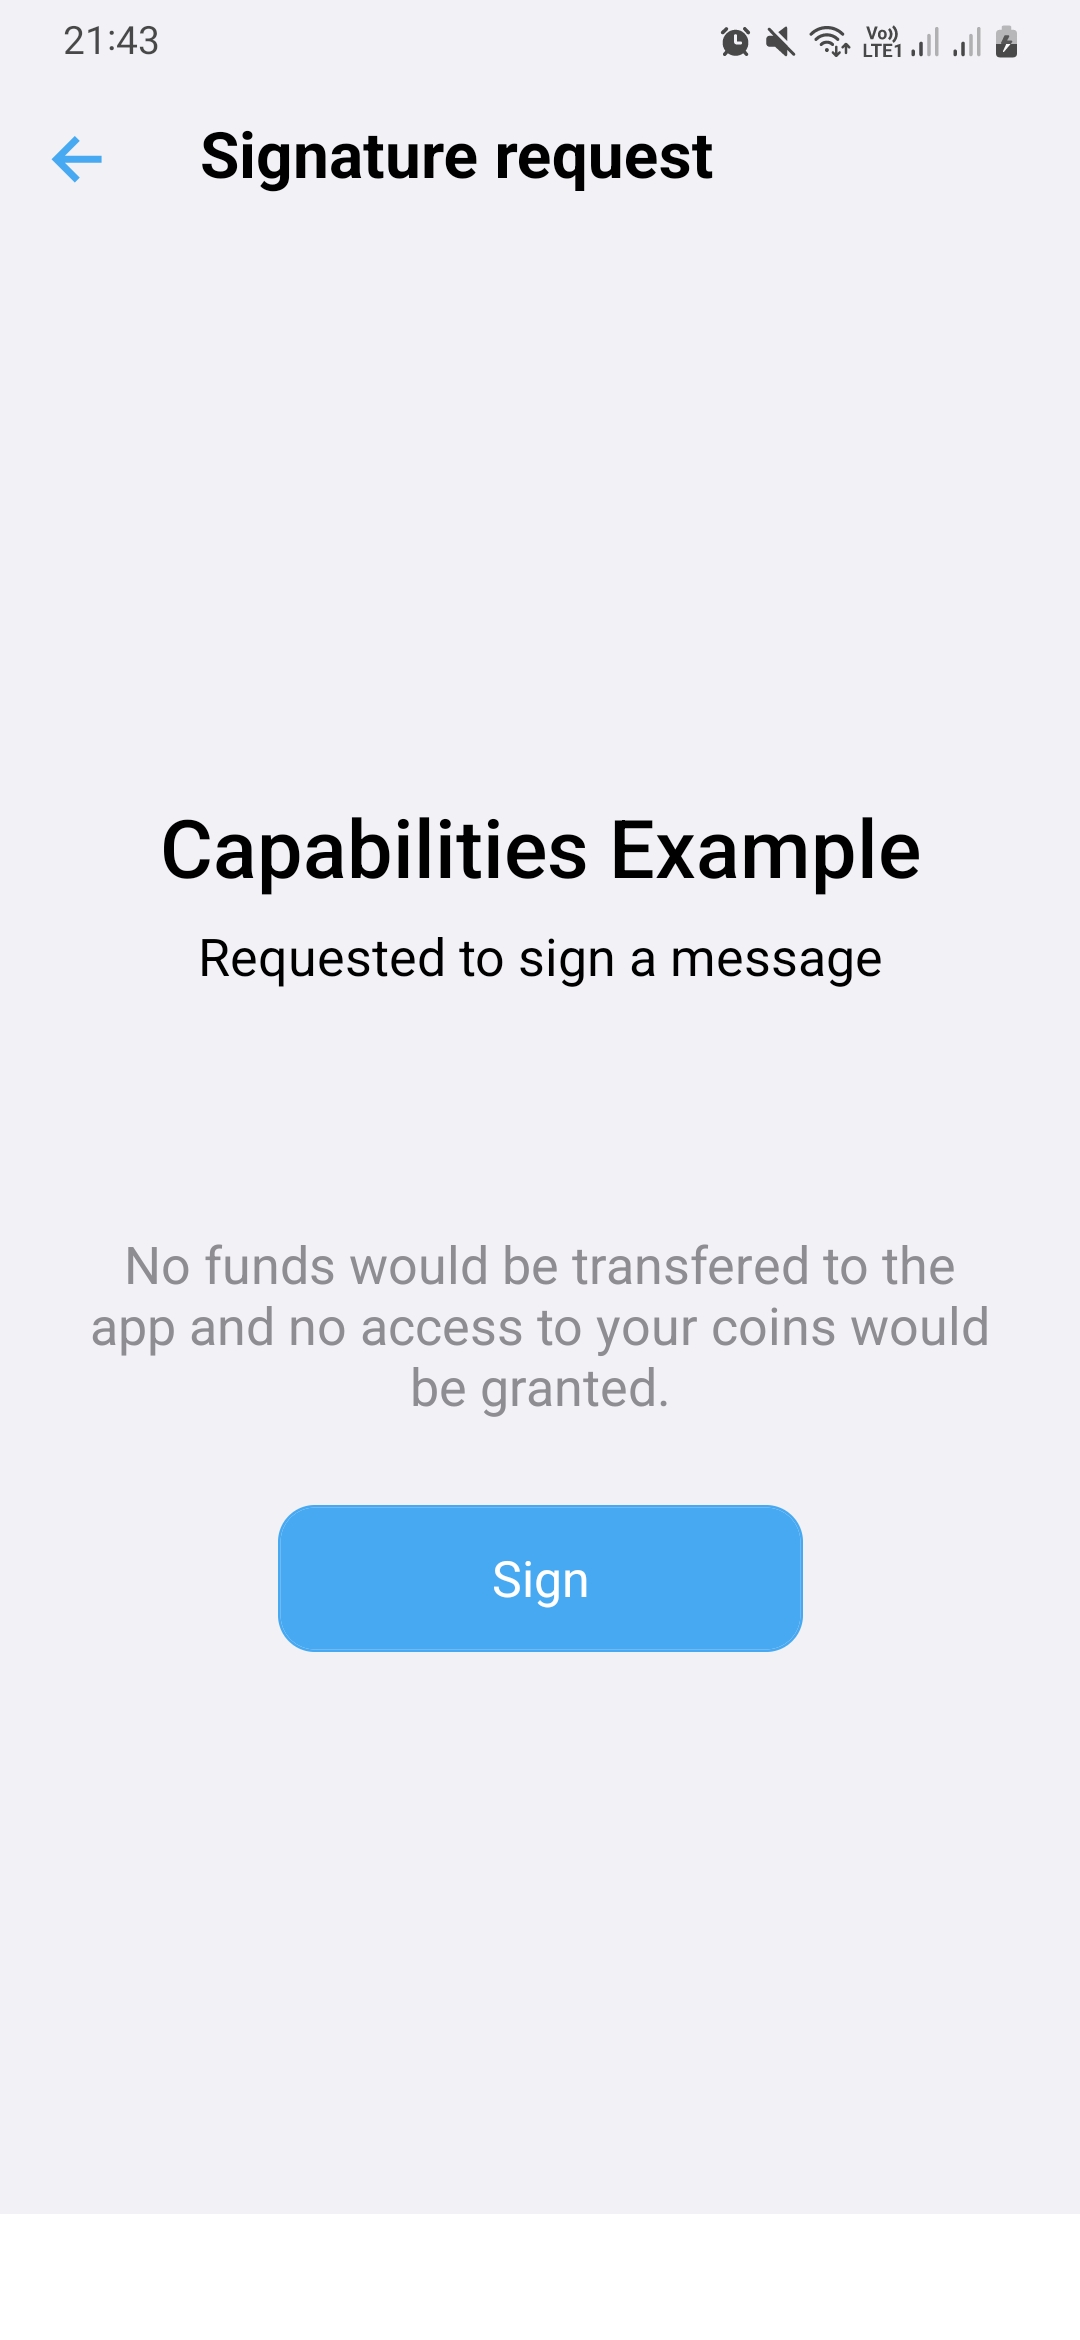 21:43
Vo))
LTE1
Signature request
Capabilities Example
Requested to sign a message
No funds would be transfered to the
app and no access to your coins would
be granted.
Sign